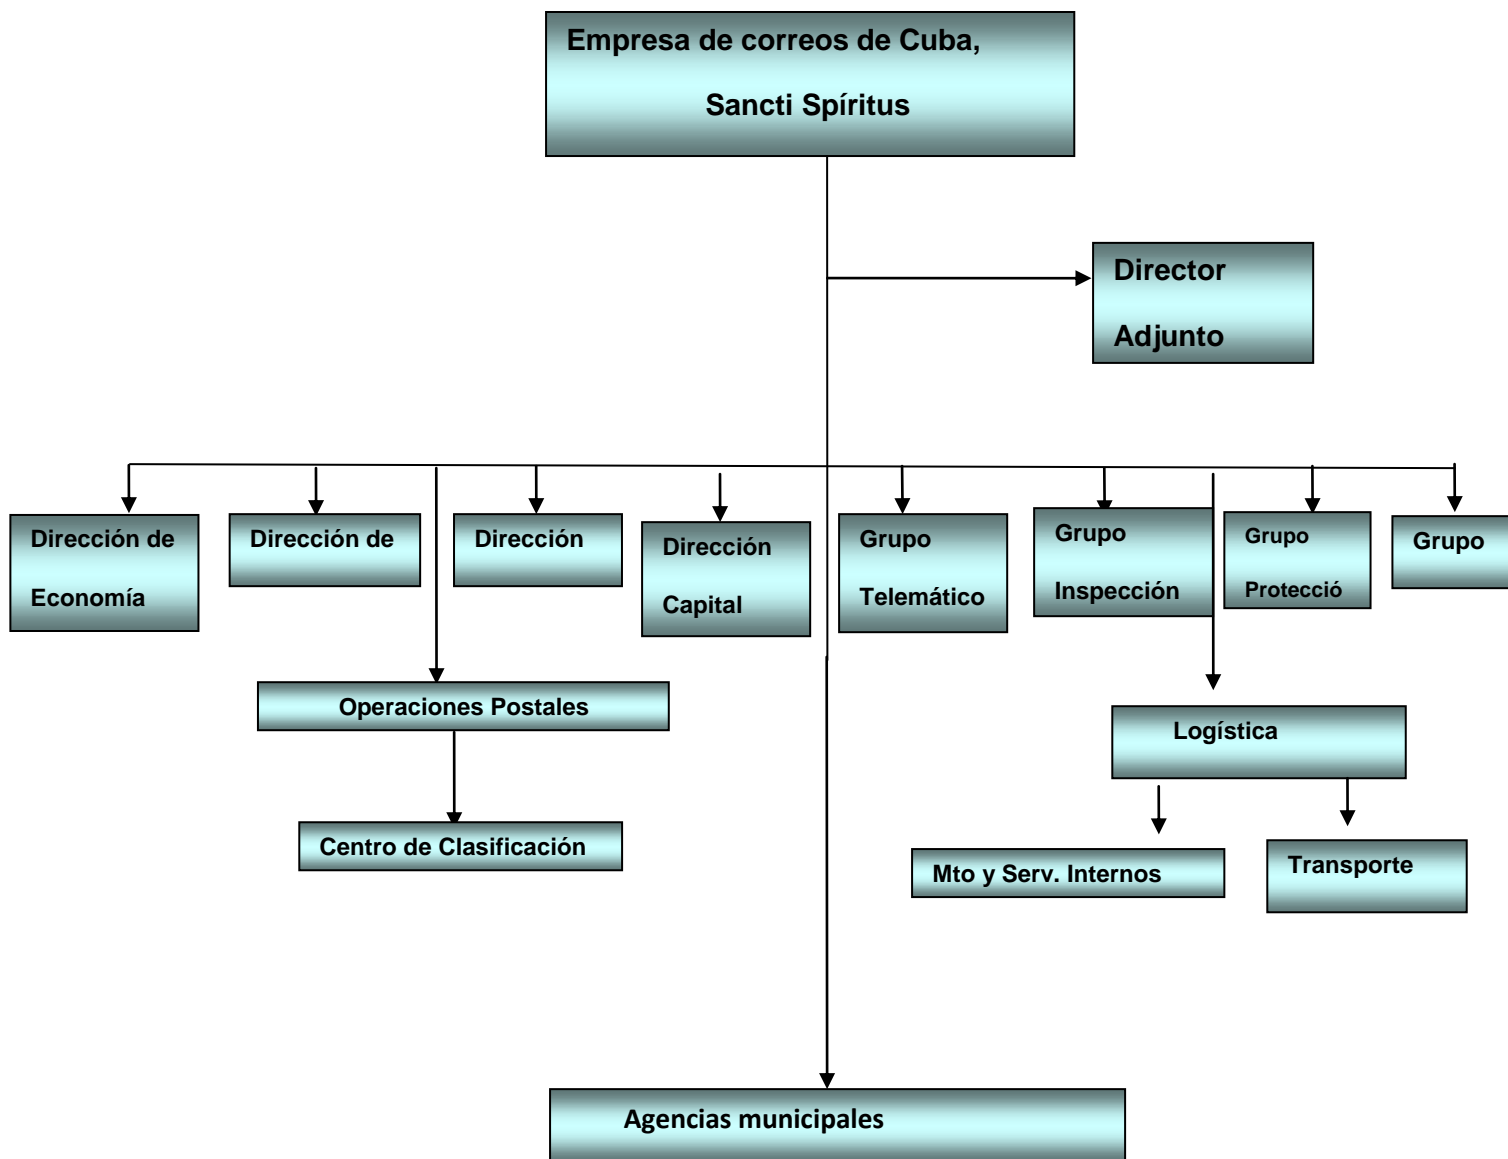 Empresa de correos de Cuba,
Sancti Spíritus
Director
Adjunto
Dirección de
Economía
Dirección de
Dirección
Dirección
Capital
Grupo
Telemático
Grupo
Inspección
Grupo
Protecció
Grupo
Operaciones Postales
Logística
Centro de Clasificación
Mto y Serv. Internos
Transporte
Agencias municipales